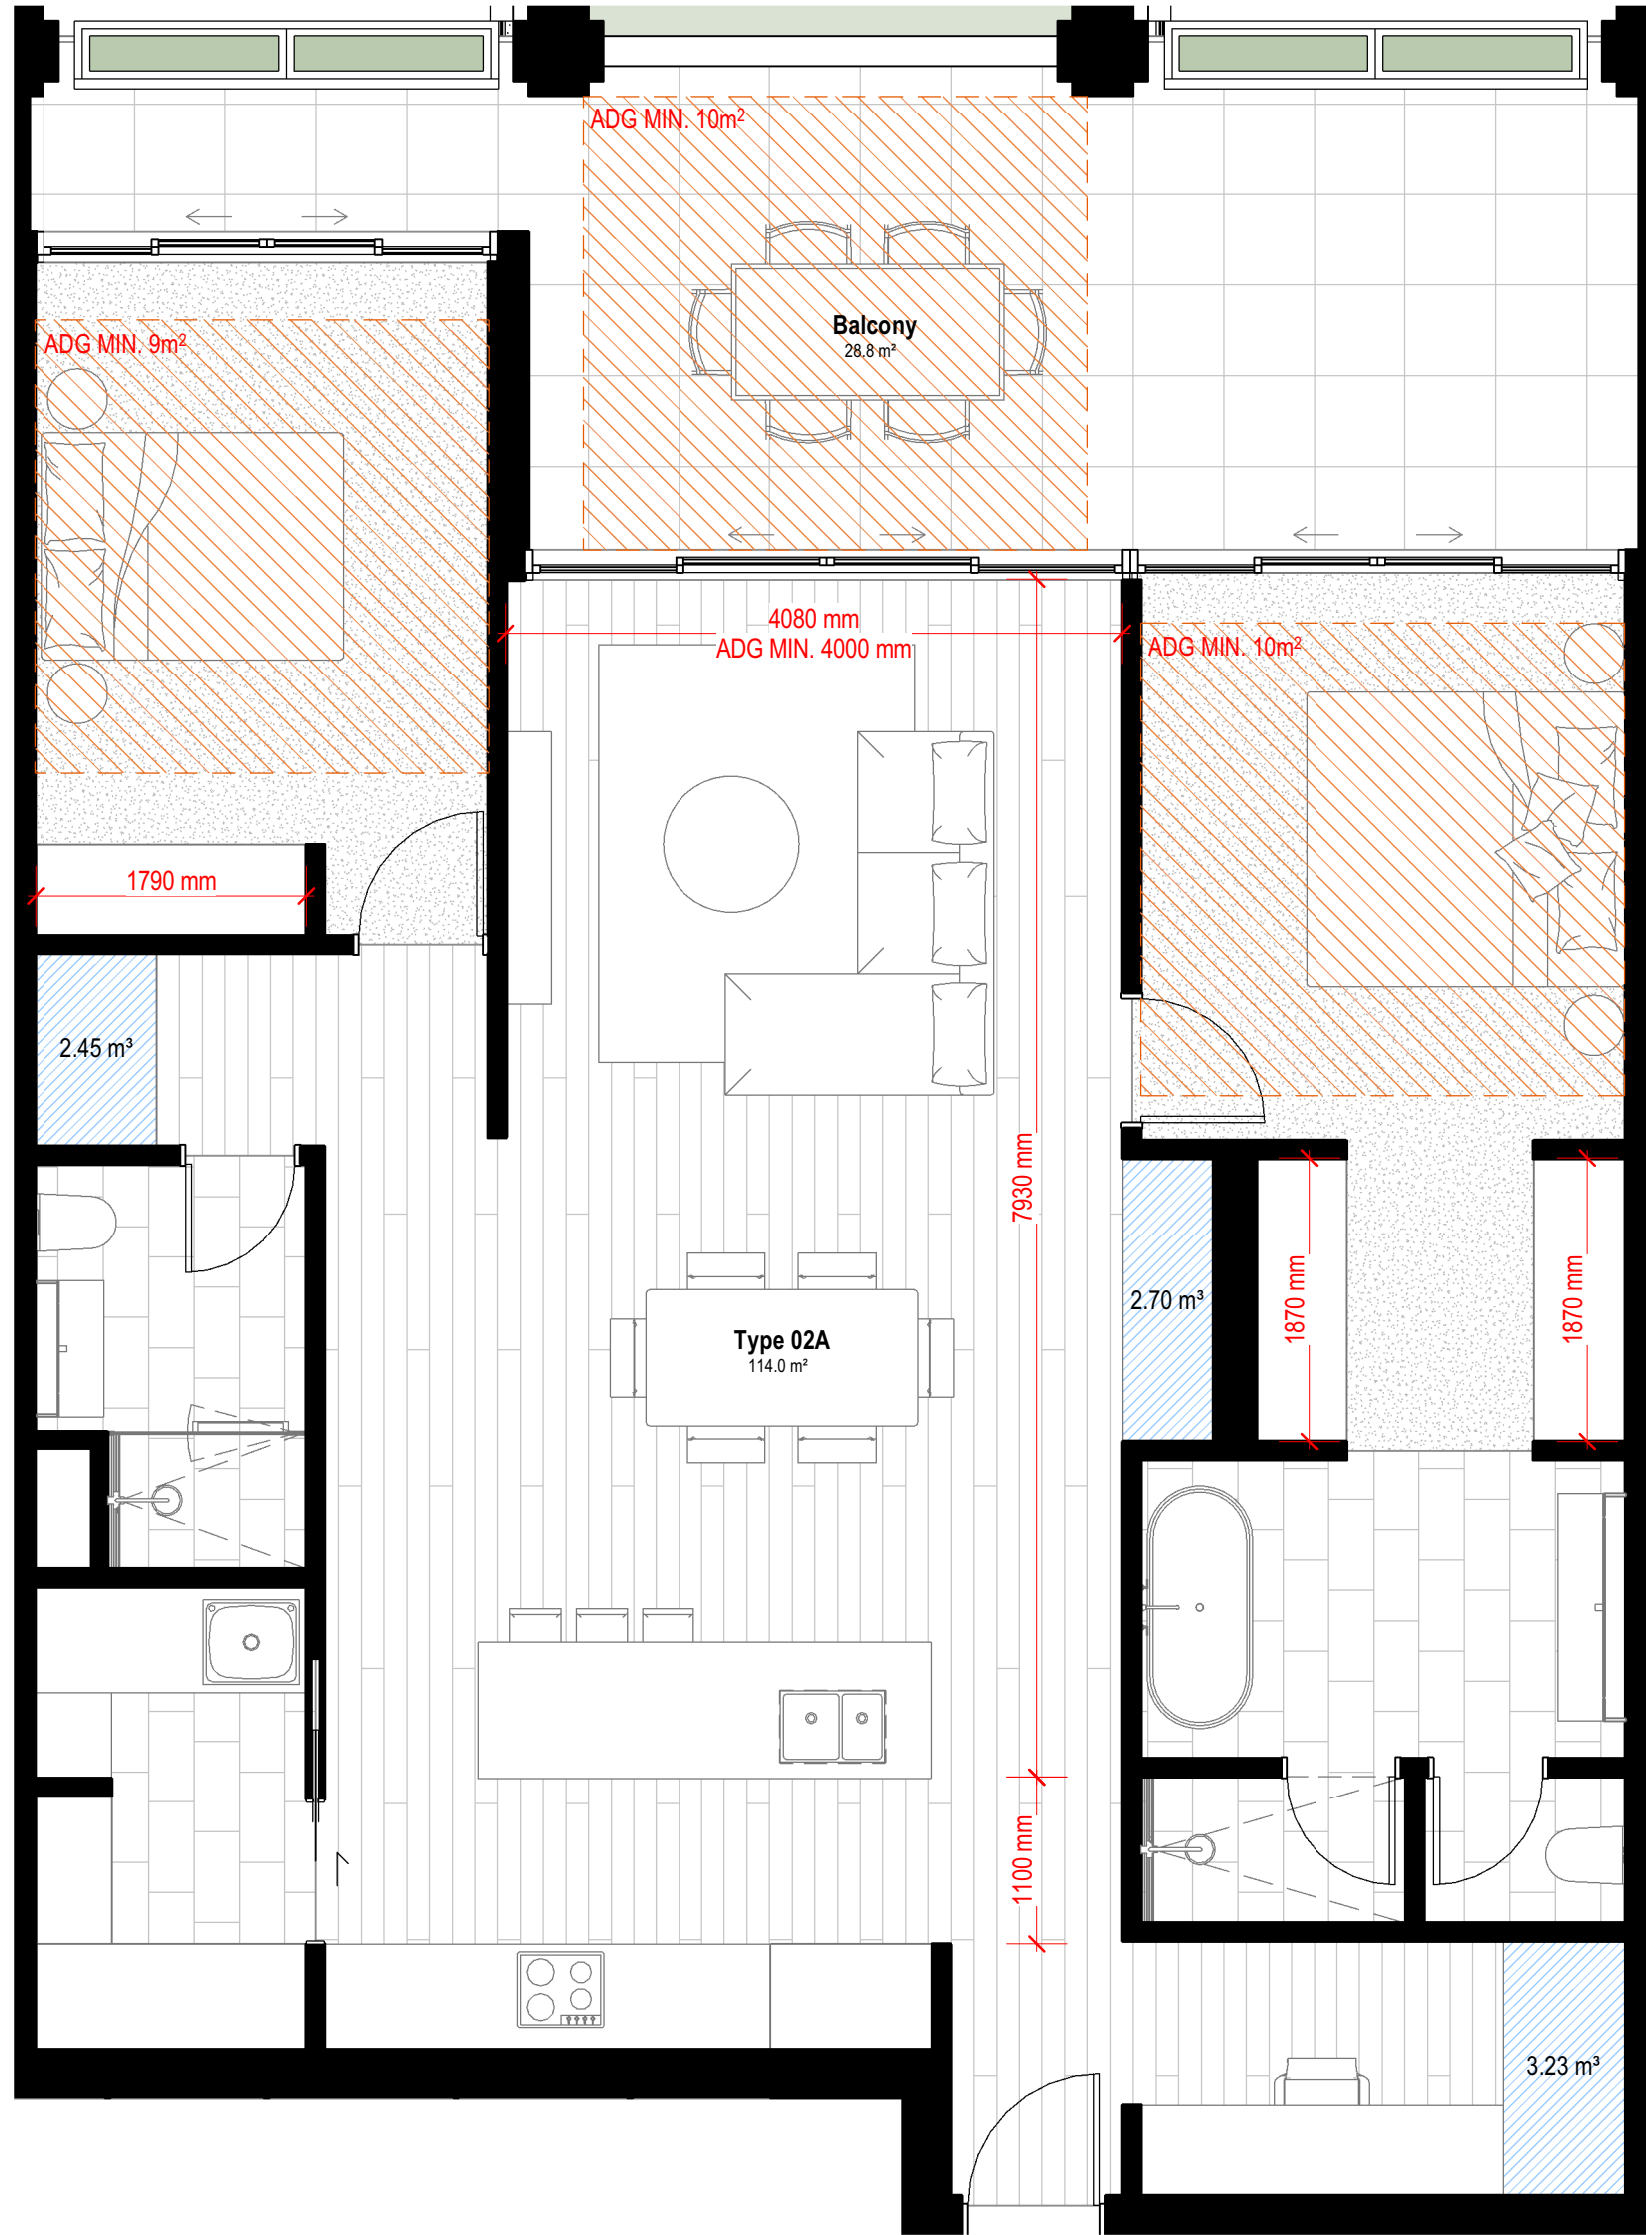 ADG MIN. 10m²
Balcony
28.8 m²
ADG MIN. 9m²
4080 mm
ADG MIN. 4000 mm
ADG MIN. 10m²
1790 mm
2.45 m³
7930 mm
2.70 m³
1870 mm
1870 mm
Type 02A
114.0 m²
1100 mm
3.23 m³